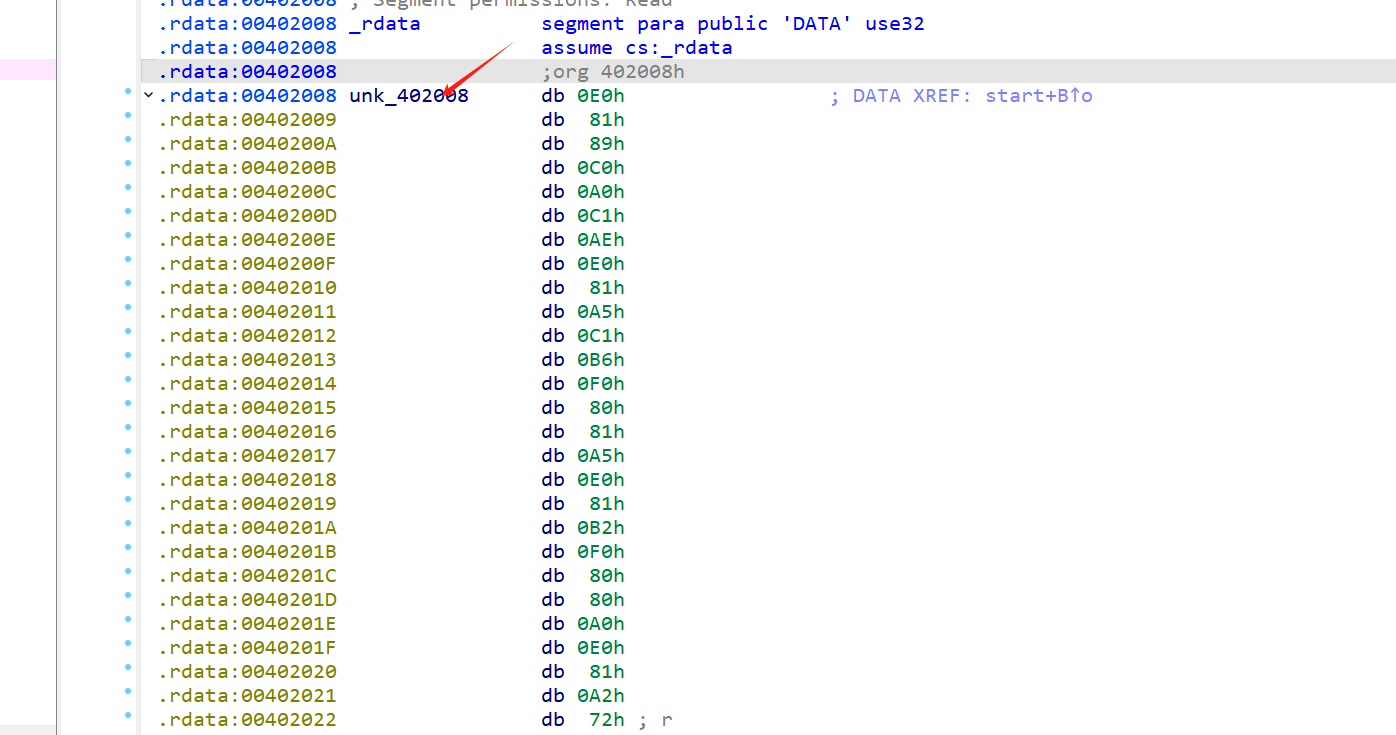 .rdata:00402008 ; Segment permissions: Read
.rdata:00402008 _rdata segment para public 'DATA' use32
.rdata:00402008 assume cs:_rdata
.rdata:00402008 ;org 402008h
.rdata:00402008 unk_402008 db 0E0h ; DATA XREF: start+B↑o
.rdata:00402009 db 81h
.rdata:0040200A db 89h
.rdata:0040200B db 0C0h
.rdata:0040200C db 0A0h
.rdata:0040200D db 0C1h
.rdata:0040200E db 0AEh
.rdata:0040200F db 0E0h
.rdata:00402010 db 81h
.rdata:00402011 db 0A5h
.rdata:00402012 db 0C1h
.rdata:00402013 db 0B6h
.rdata:00402014 db 0F0h
.rdata:00402015 db 80h
.rdata:00402016 db 81h
.rdata:00402017 db 0A5h
.rdata:00402018 db 0E0h
.rdata:00402019 db 81h
.rdata:0040201A db 0B2h
.rdata:0040201B db 0F0h
.rdata:0040201C db 80h
.rdata:0040201D db 80h
.rdata:0040201E db 0A0h
.rdata:0040201F db 0E0h
.rdata:00402020 db 81h
.rdata:00402021 db 0A2h
.rdata:00402022 db 72h ; r